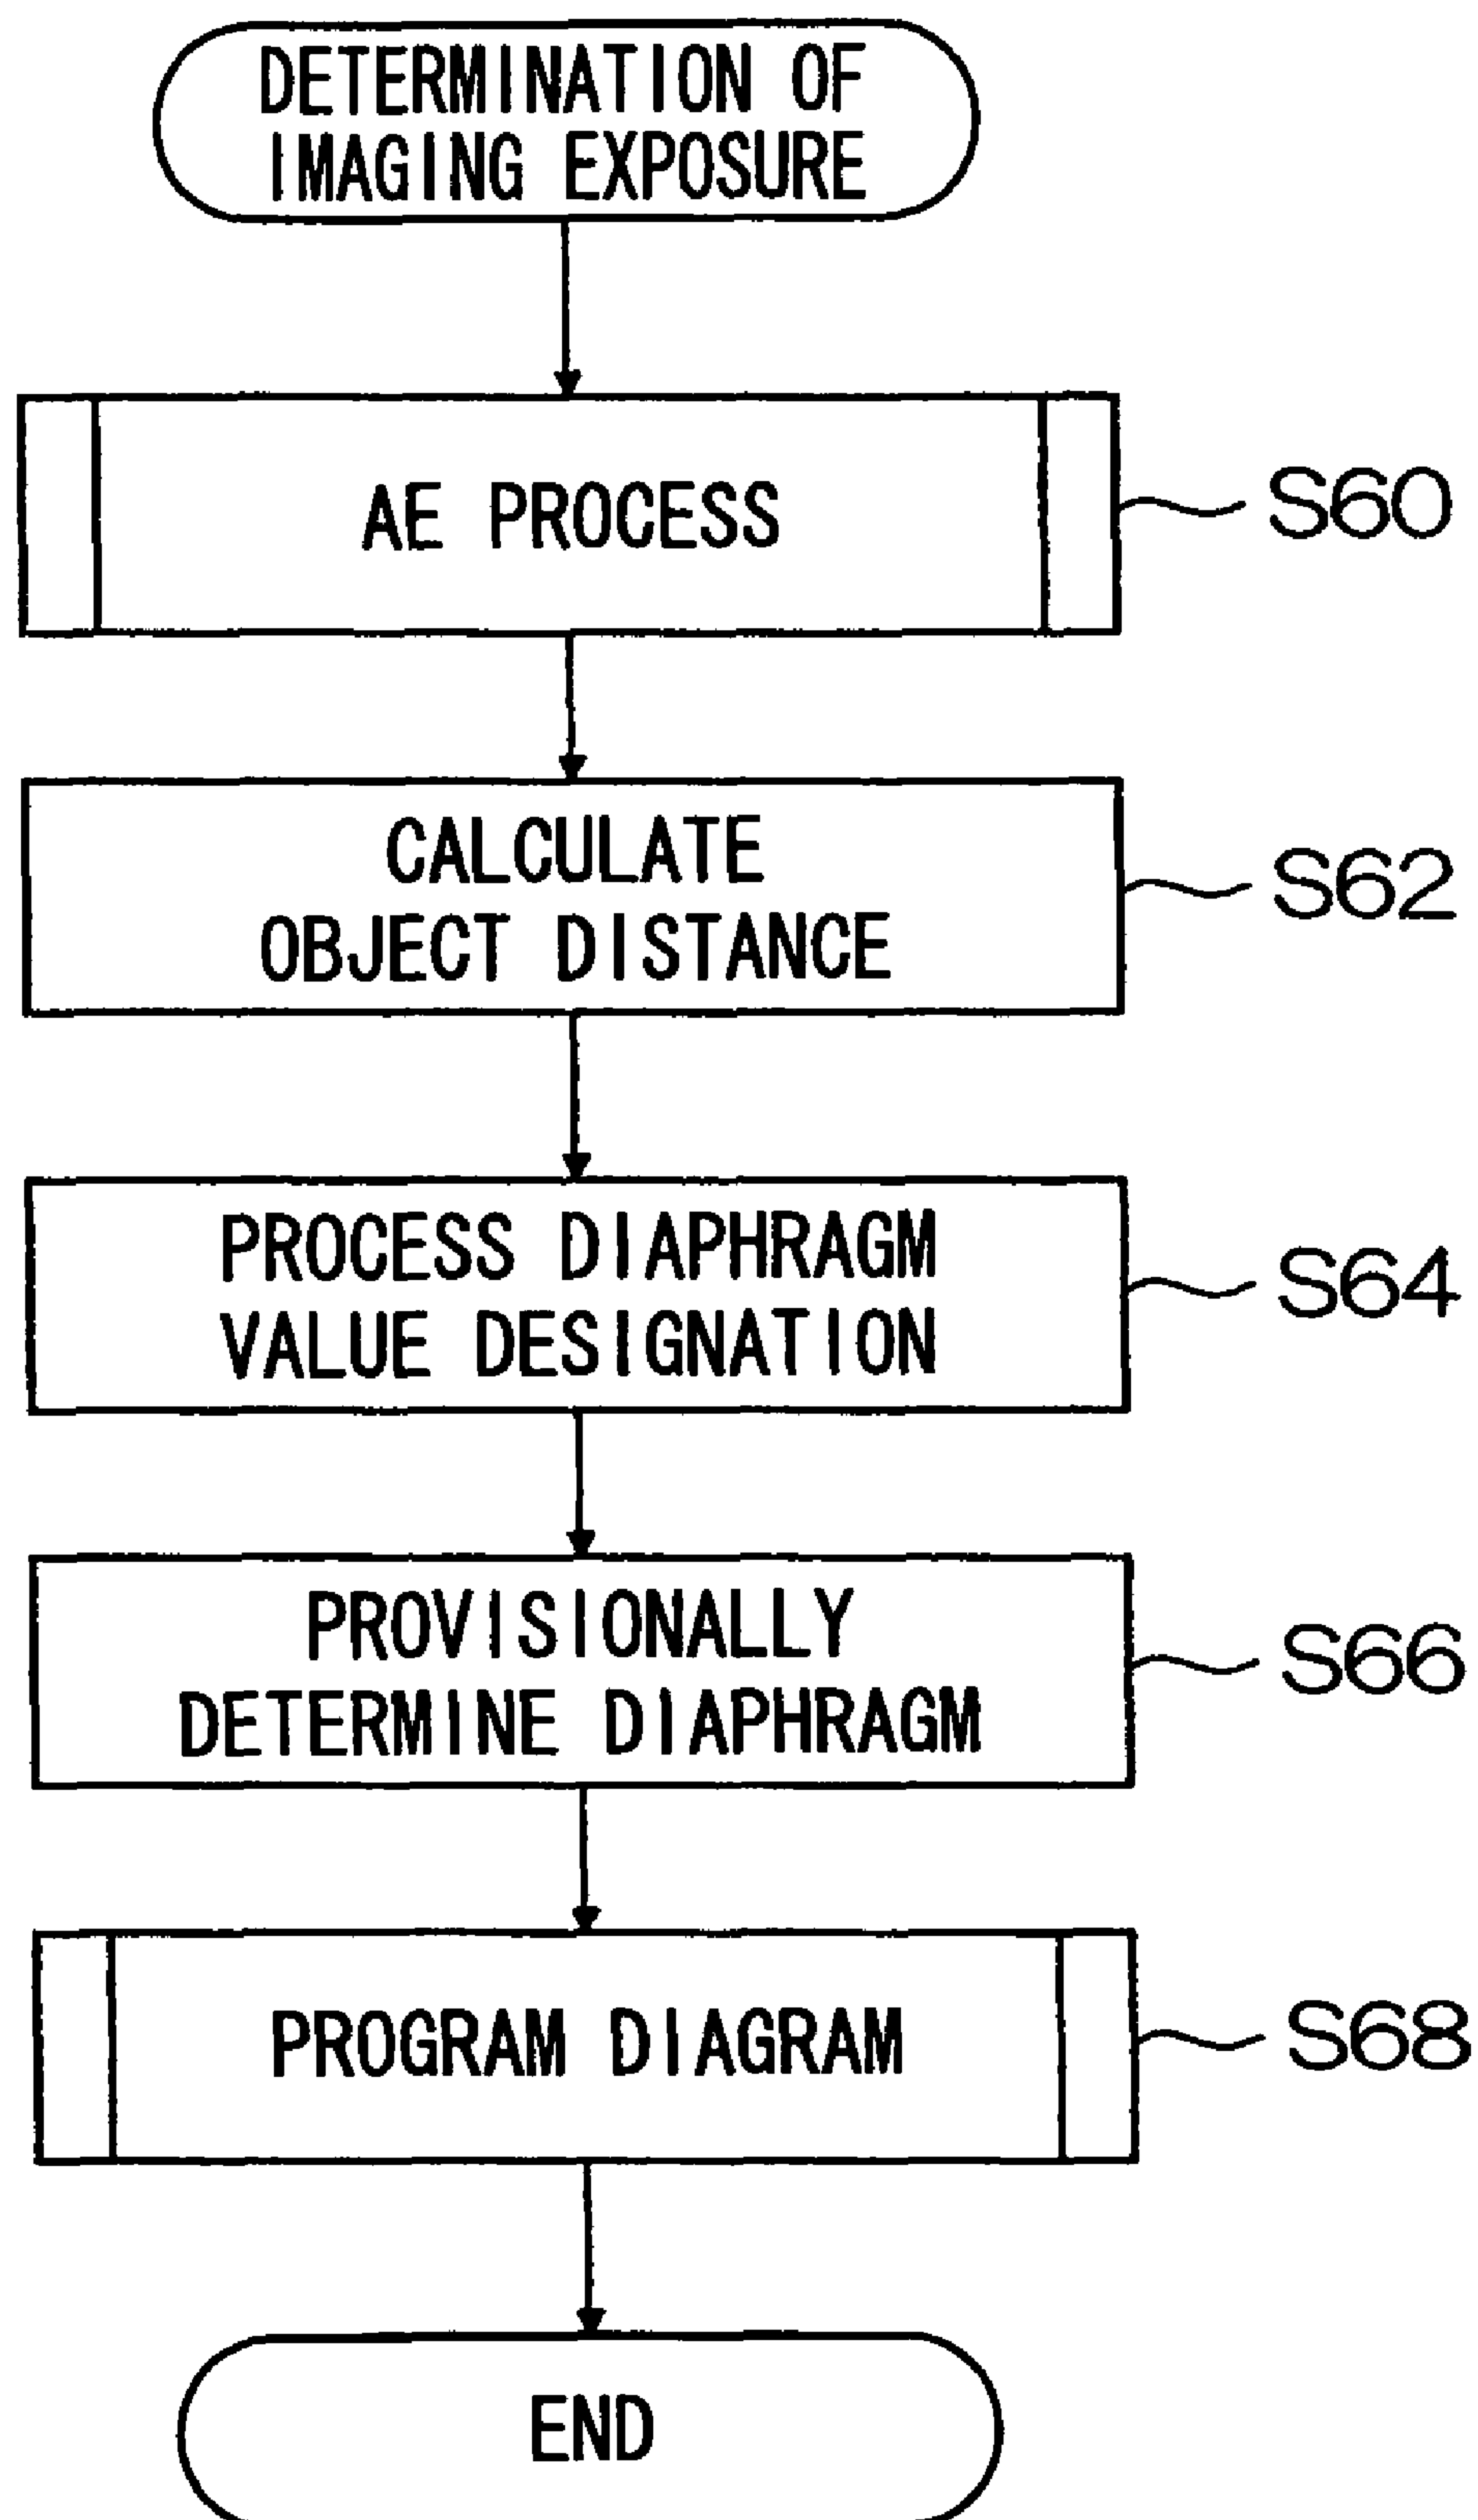 DETERMINATION OF
IMAGING EXPOSURE
AE PROCESS
S60
CALCULATE
OBJECT DISTANCE
S62
PROCESS DIAPHRAGM
VALUE DESIGNATION
S64
PROVISIONALLY
DETERMINE DIAPHRAGM
S66
PROGRAM DIAGRAM
S68
END